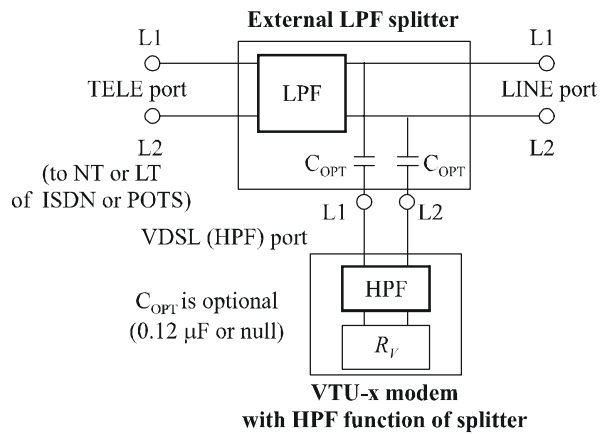 External LPF splitter
L1
L1
TELE port
LPF
LINE port
L2
L2
(to NT or LT
of ISDN or POTS)
C_OPT
C_OPT
L1
L2
VDSL (HPF) port
HPF
C_OPT is optional
(0.12 μF or null)
R_V
VTU-x modem
with HPF function of splitter